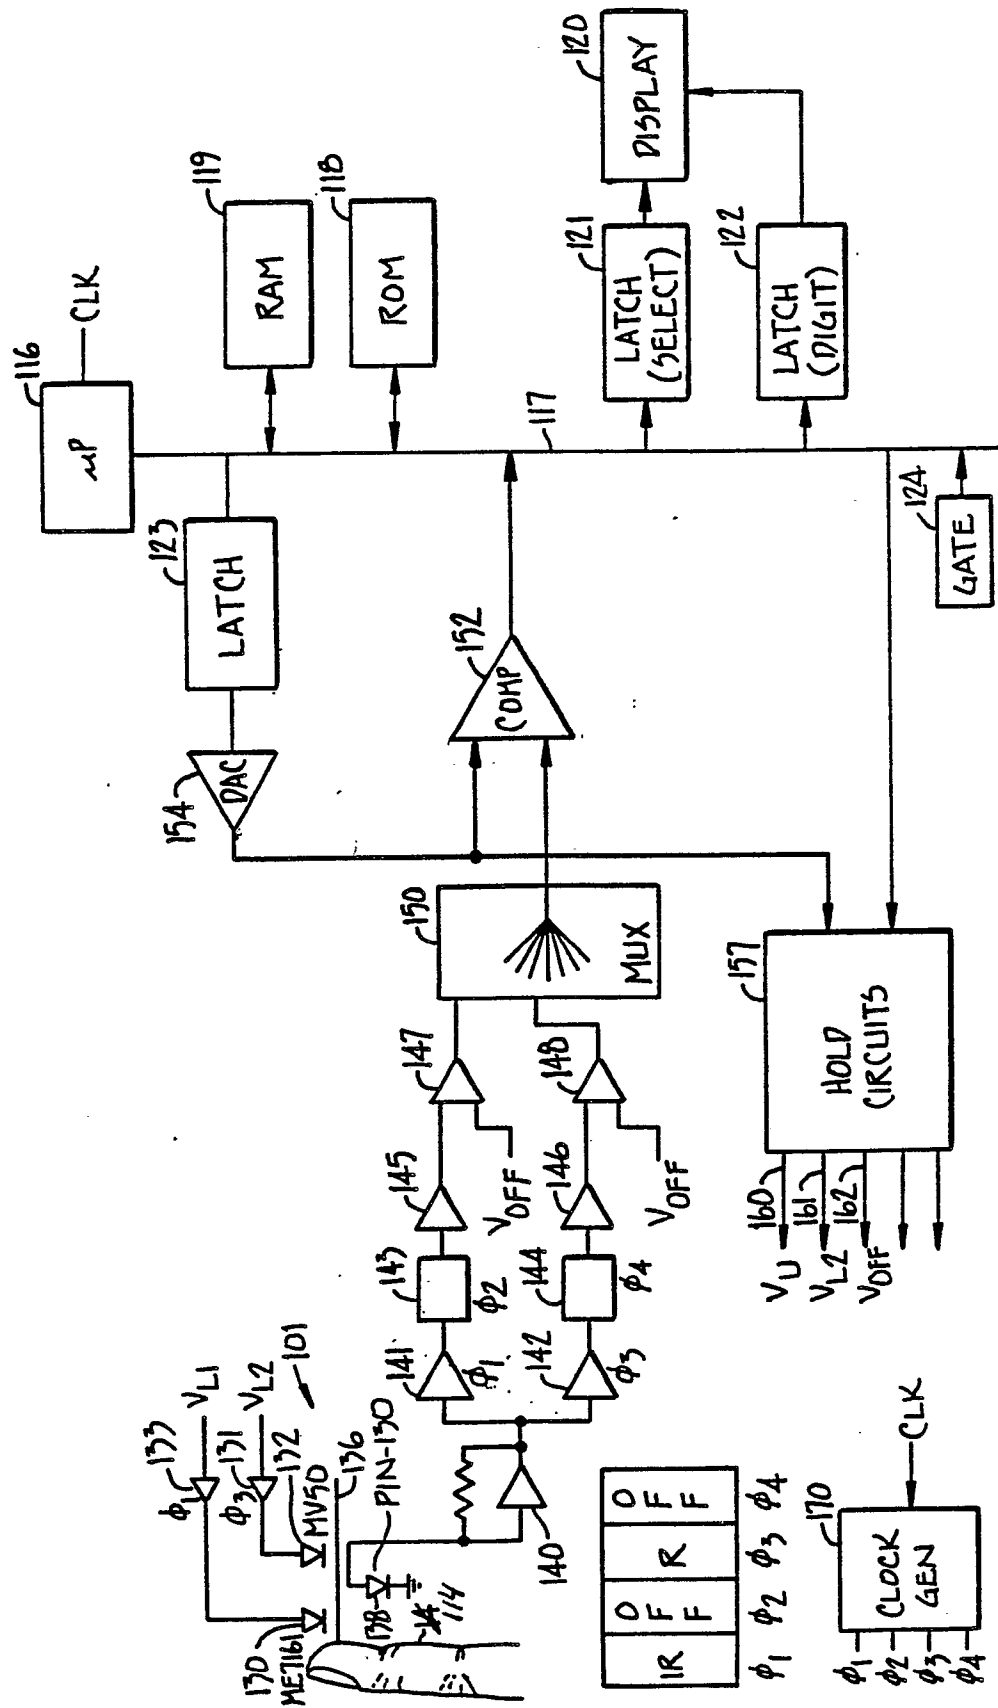 116
μP
CLK
119
RAM
118
ROM
120
DISPLAY
121
LATCH
(SELECT)
122
LATCH
(DIGIT)
117
124
GATE
123
LATCH
154
DAC
152
COMP
150
MUX
147
VOFF
148
VOFF
145
146
143
φ2
144
φ4
141
φ1
142
φ3
157
HOLD
CIRCUITS
160
161
162
VL1
VL2
VOFF
133
φ1
VL1
131
φ3
VL2
101
132
MV50
136
PIN-130
138
140
130
ME7161
114
IR
OFF
R
OFF
φ1
φ2
φ3
φ4
170
CLOCK
GEN
CLK
φ1
φ2
φ3
φ4